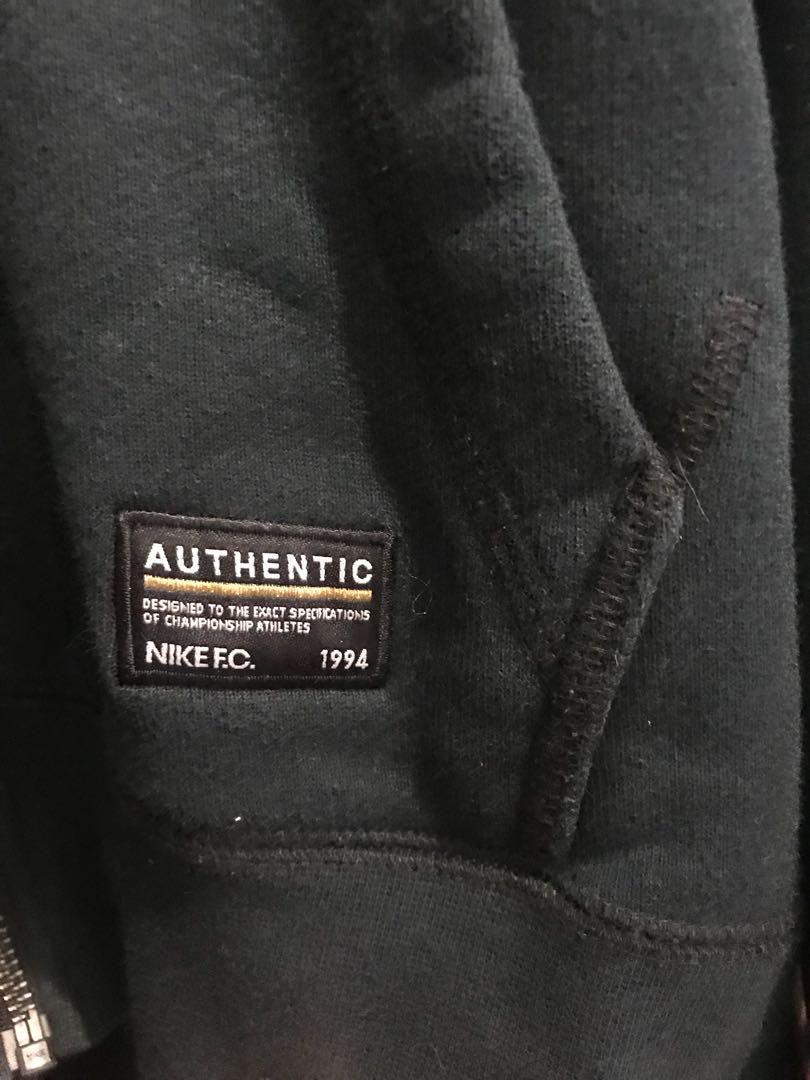 AUTHENTIC
DESIGNED TO THE EXACT SPECIFICATIONS
OF CHAMPIONSHIP ATHLETES
NIKE F.C. 1994